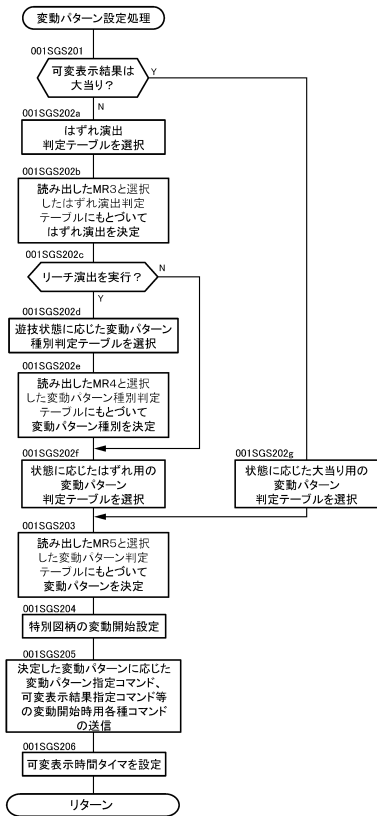 変動パターン設定処理
001SGS201
可変表示結果は
大当り？
Y
N
001SGS202a
はずれ演出
判定テーブルを選択
001SGS202b
読み出したMR3と選択
したはずれ演出判定
テーブルにもとづいて
はずれ演出を決定
001SGS202c
リーチ演出を実行？
N
Y
001SGS202d
遊技状態に応じた変動パターン
種別判定テーブルを選択
001SGS202e
読み出したMR4と選択
した変動パターン種別判定
テーブルにもとづいて
変動パターン種別を決定
001SGS202f
状態に応じたはずれ用の
変動パターン
判定テーブルを選択
001SGS202g
状態に応じた大当り用の
変動パターン
判定テーブルを選択
001SGS203
読み出したMR5と選択
した変動パターン判定
テーブルにもとづいて
変動パターンを決定
001SGS204
特別図柄の変動開始設定
001SGS205
決定した変動パターンに応じた
変動パターン指定コマンド、
可変表示結果指定コマンド等
の変動開始時用各種コマンド
の送信
001SGS206
可変表示時間タイマを設定
リターン